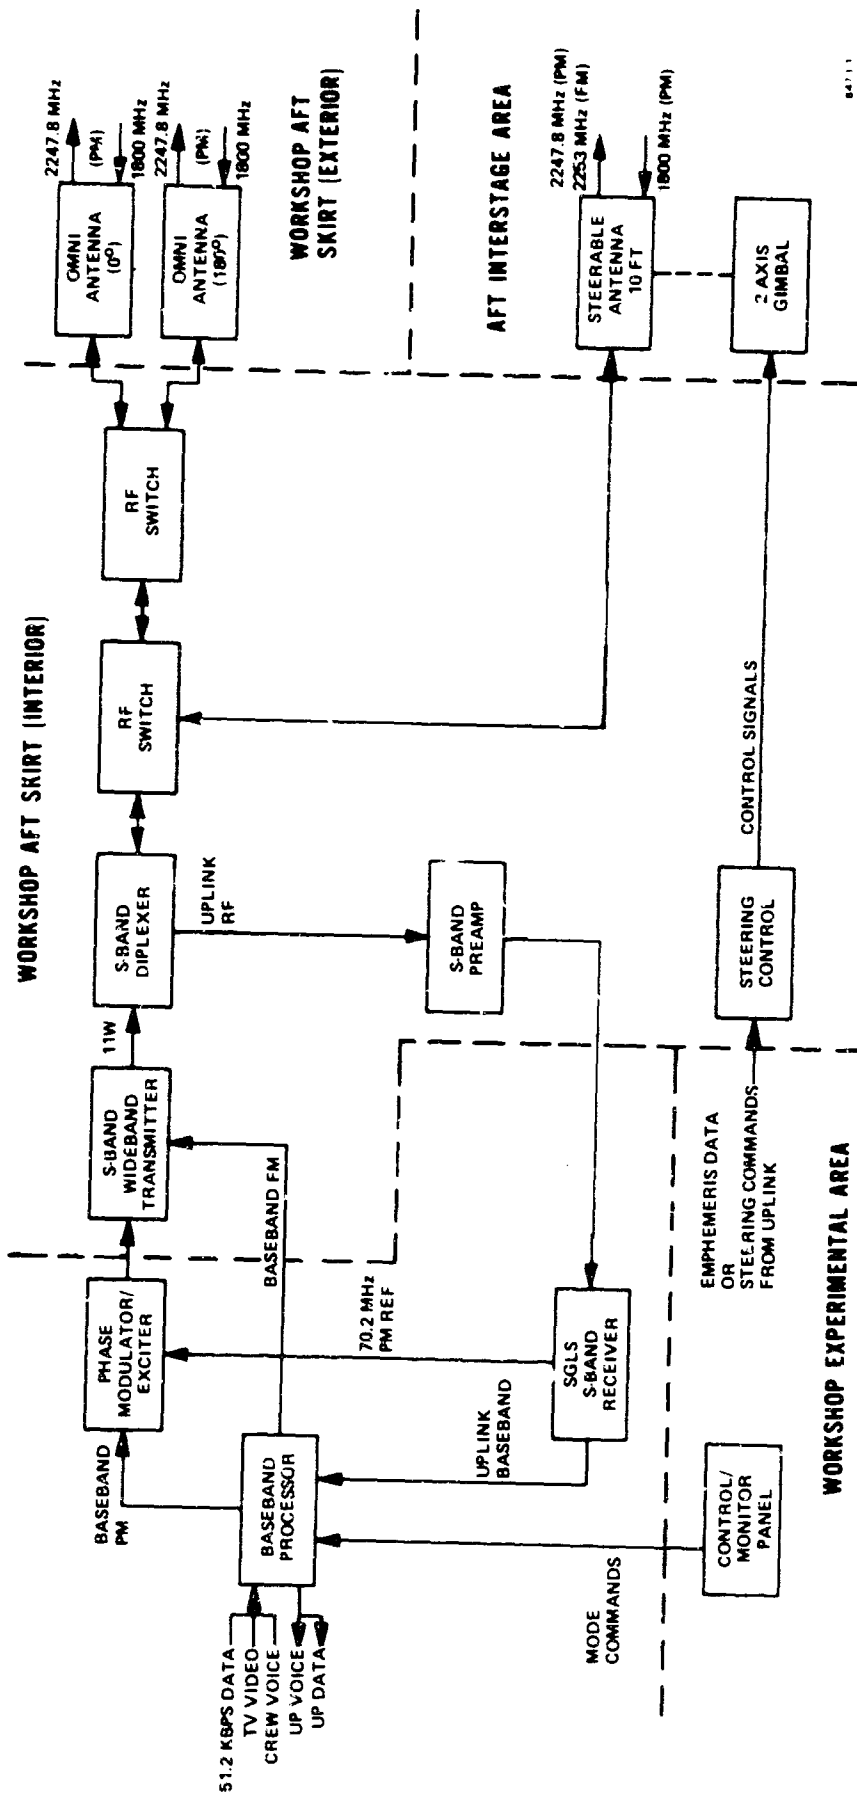 WORKSHOP AFT SKIRT (INTERIOR)
WORKSHOP AFT
SKIRT (EXTERIOR)
AFT INTERSTAGE AREA
WORKSHOP EXPERIMENTAL AREA
51.2 KBPS DATA
TV VIDEO
CREW VOICE
UP VOICE
UP DATA
BASEBAND
PROCESSOR
BASEBAND
PM
PHASE
MODULATOR/
EXCITER
BASEBAND FM
70.2 MHz
PM REF
UPLINK
BASEBAND
SGLS
S-BAND
RECEIVER
MODE
COMMANDS
CONTROL/
MONITOR
PANEL
S-BAND
WIDEBAND
TRANSMITTER
11W
S-BAND
DIPLEXER
UPLINK
RF
S-BAND
PREAMP
RF
SWITCH
RF
SWITCH
OMNI
ANTENNA
(0°)
2247.8 MHz
(PM)
1800 MHz
OMNI
ANTENNA
(180°)
2247.8 MHz
(PM)
1800 MHz
STEERABLE
ANTENNA
10 FT
2247.8 MHz (PM)
2253 MHz (FM)
1800 MHz (PM)
2 AXIS
GIMBAL
CONTROL SIGNALS
STEERING
CONTROL
EMPHEMERIS DATA
OR
STEERING COMMANDS
FROM UPLINK